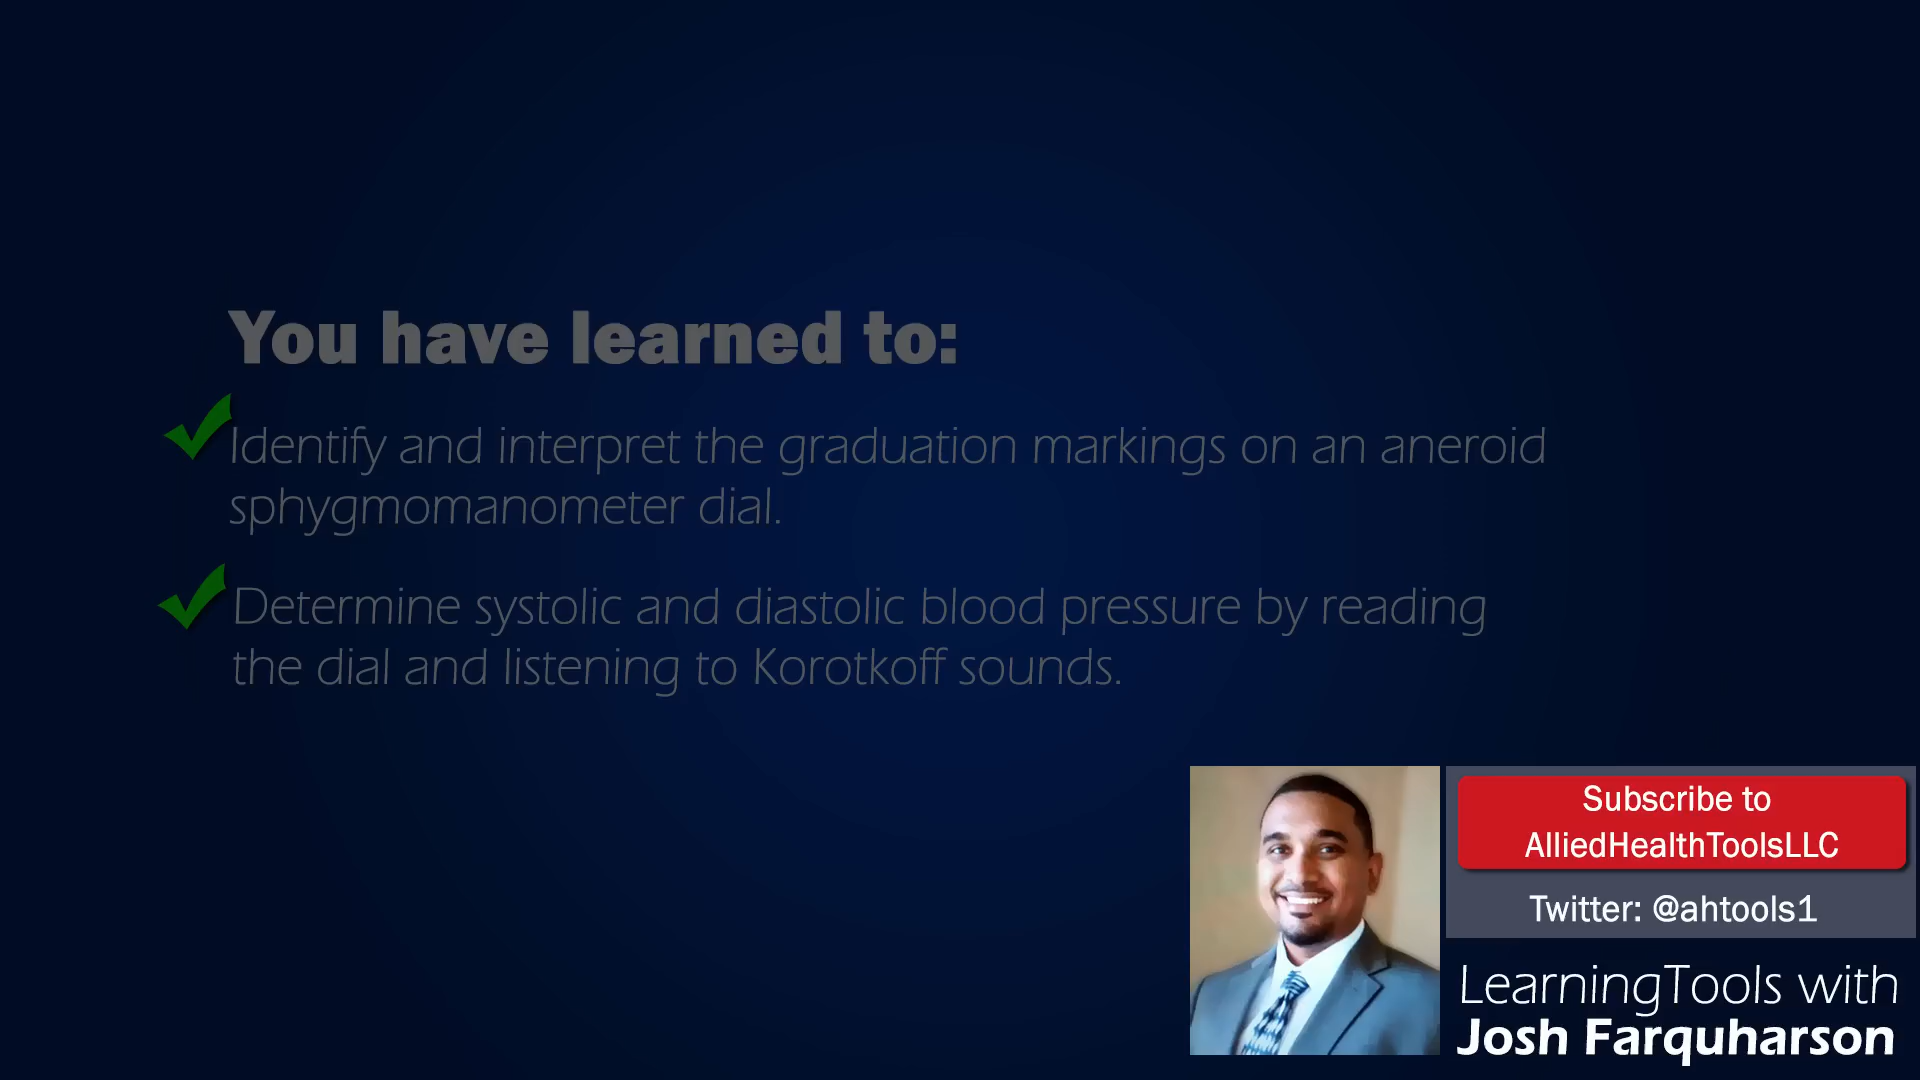 You have learned to:
Identify and interpret the graduation markings on an aneroid
sphygmomanometer dial.
Determine systolic and diastolic blood pressure by reading
the dial and listening to Korotkoff sounds.
Subscribe to
AlliedHealthToolsLLC
Twitter: @ahtools1
LearningTools with
Josh Farquharson